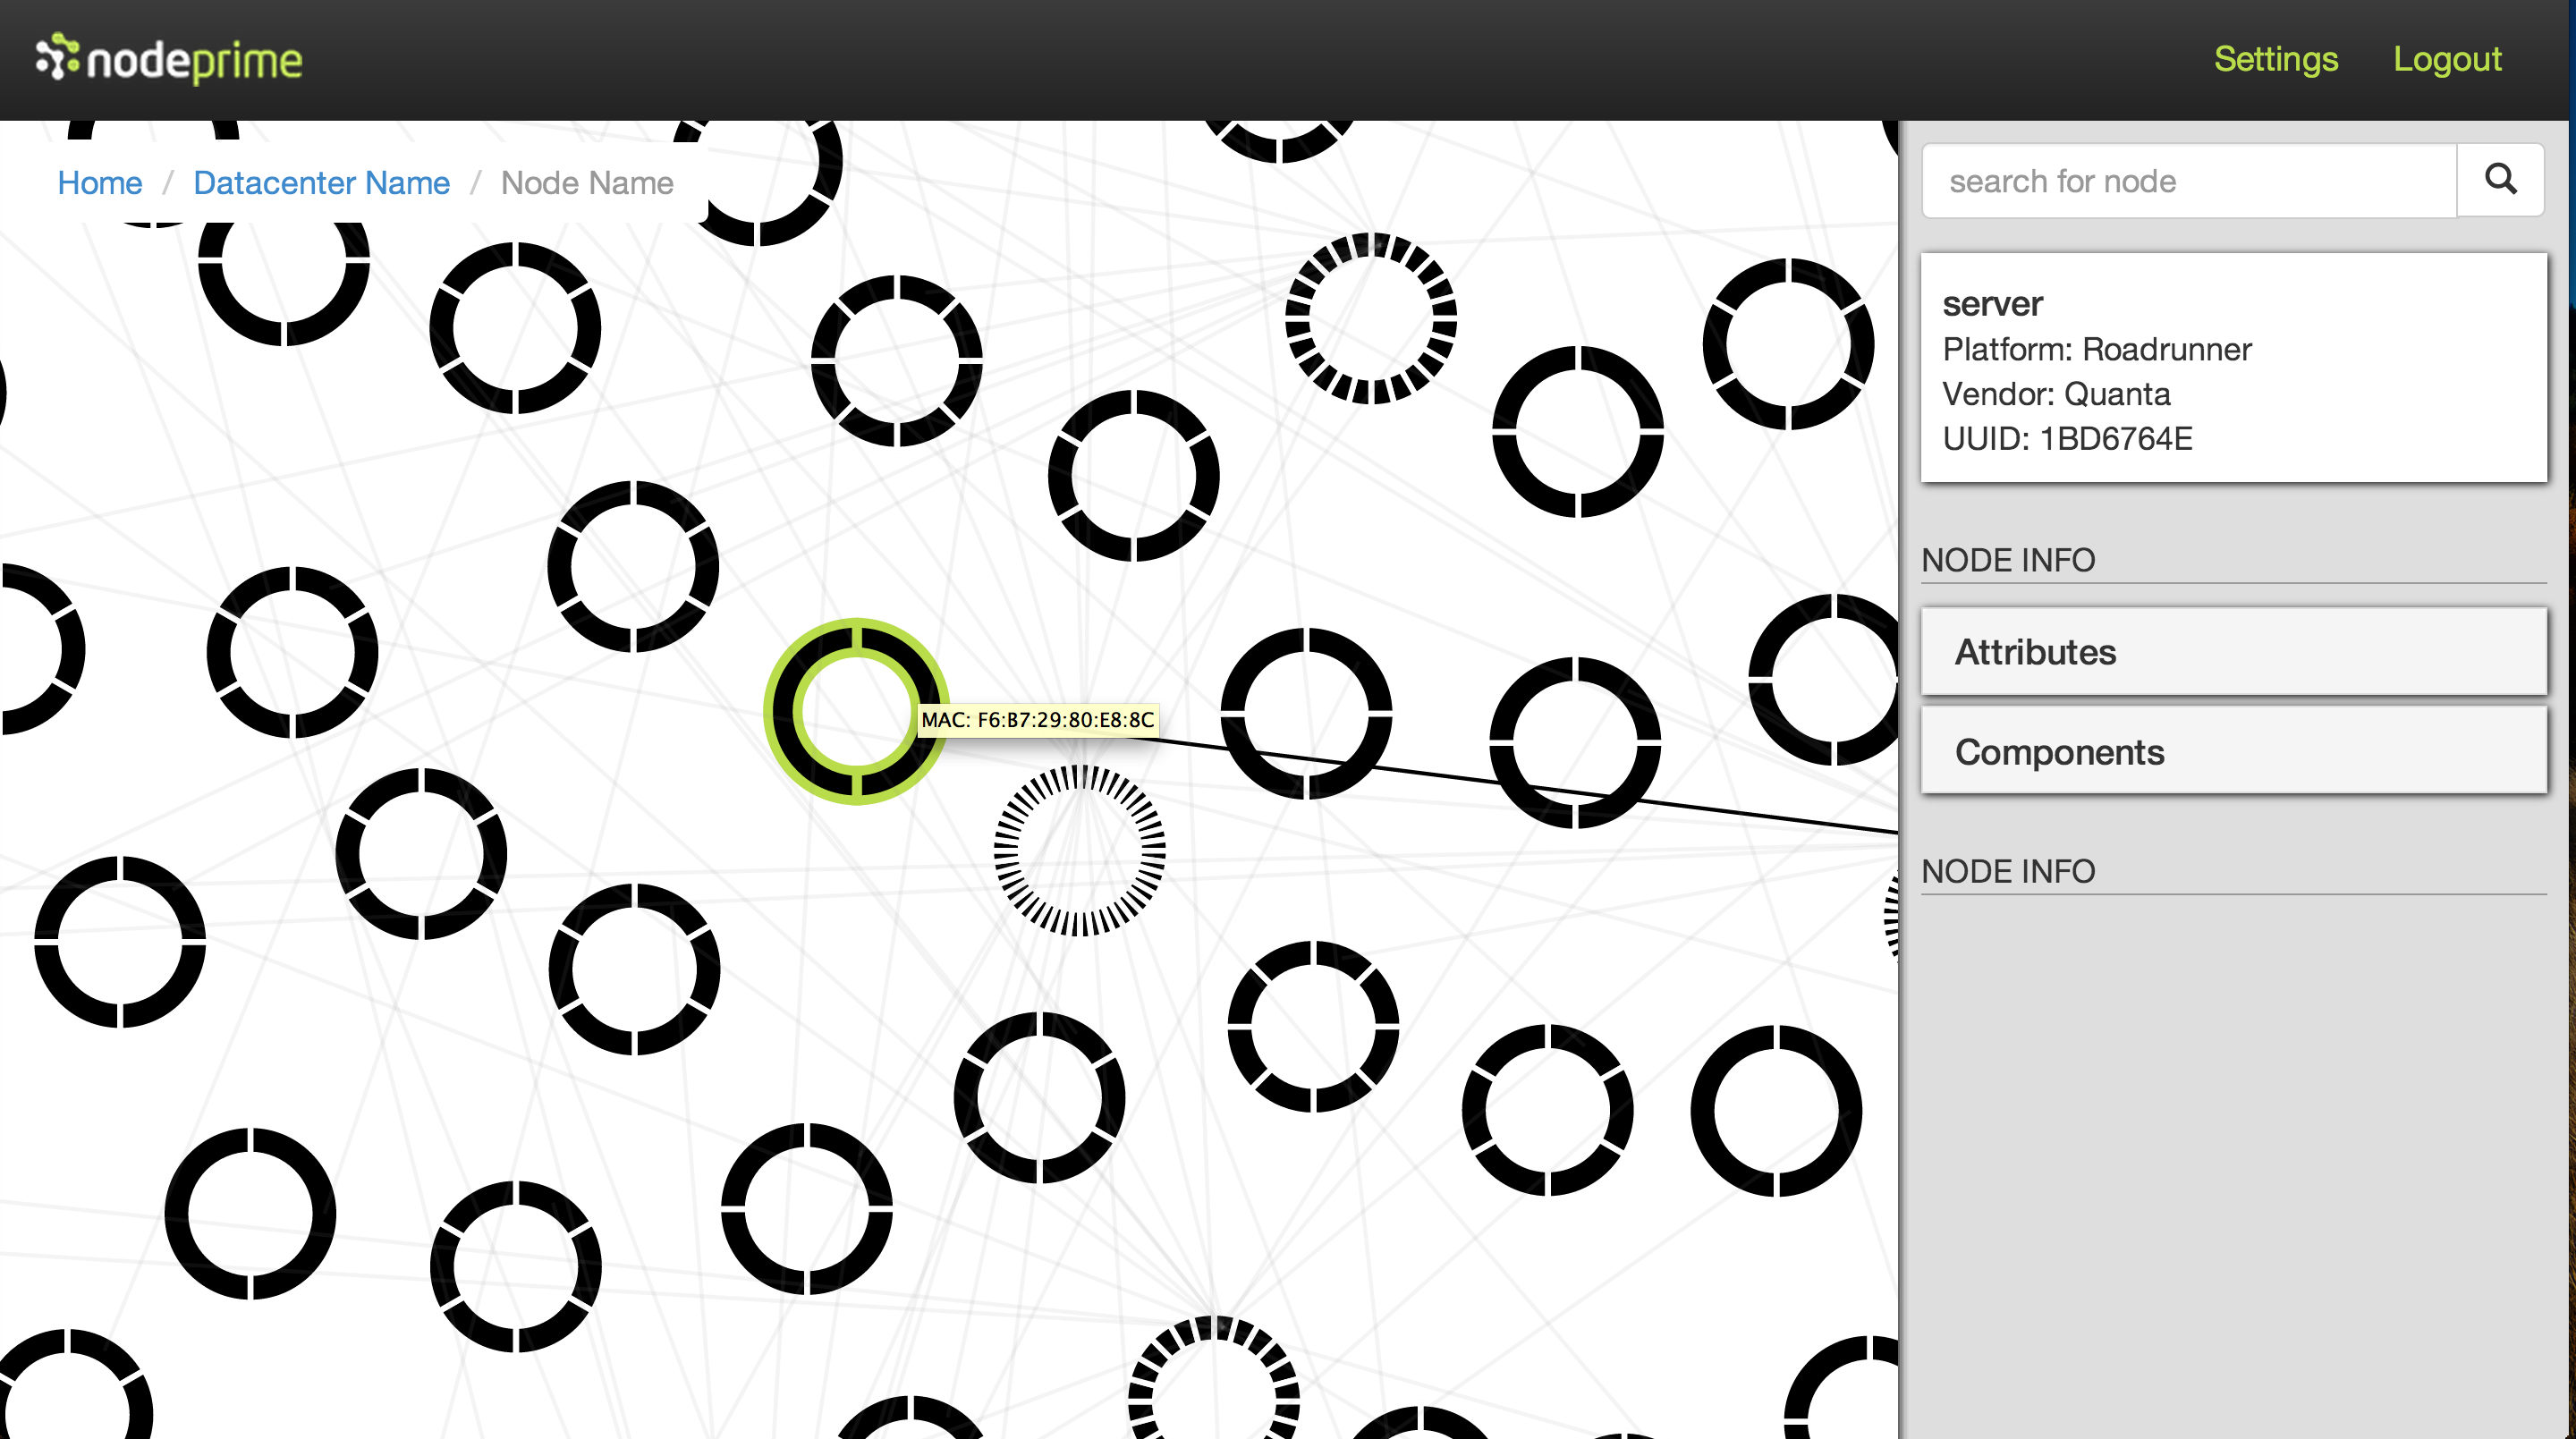 nodeprime
Settings Logout
Home / Datacenter Name / Node Name
search for node
server
Platform: Roadrunner
Vendor: Quanta
UUID: 1BD6764E
NODE INFO
Attributes
Components
NODE INFO
MAC: F6:B7:29:80:E8:8C